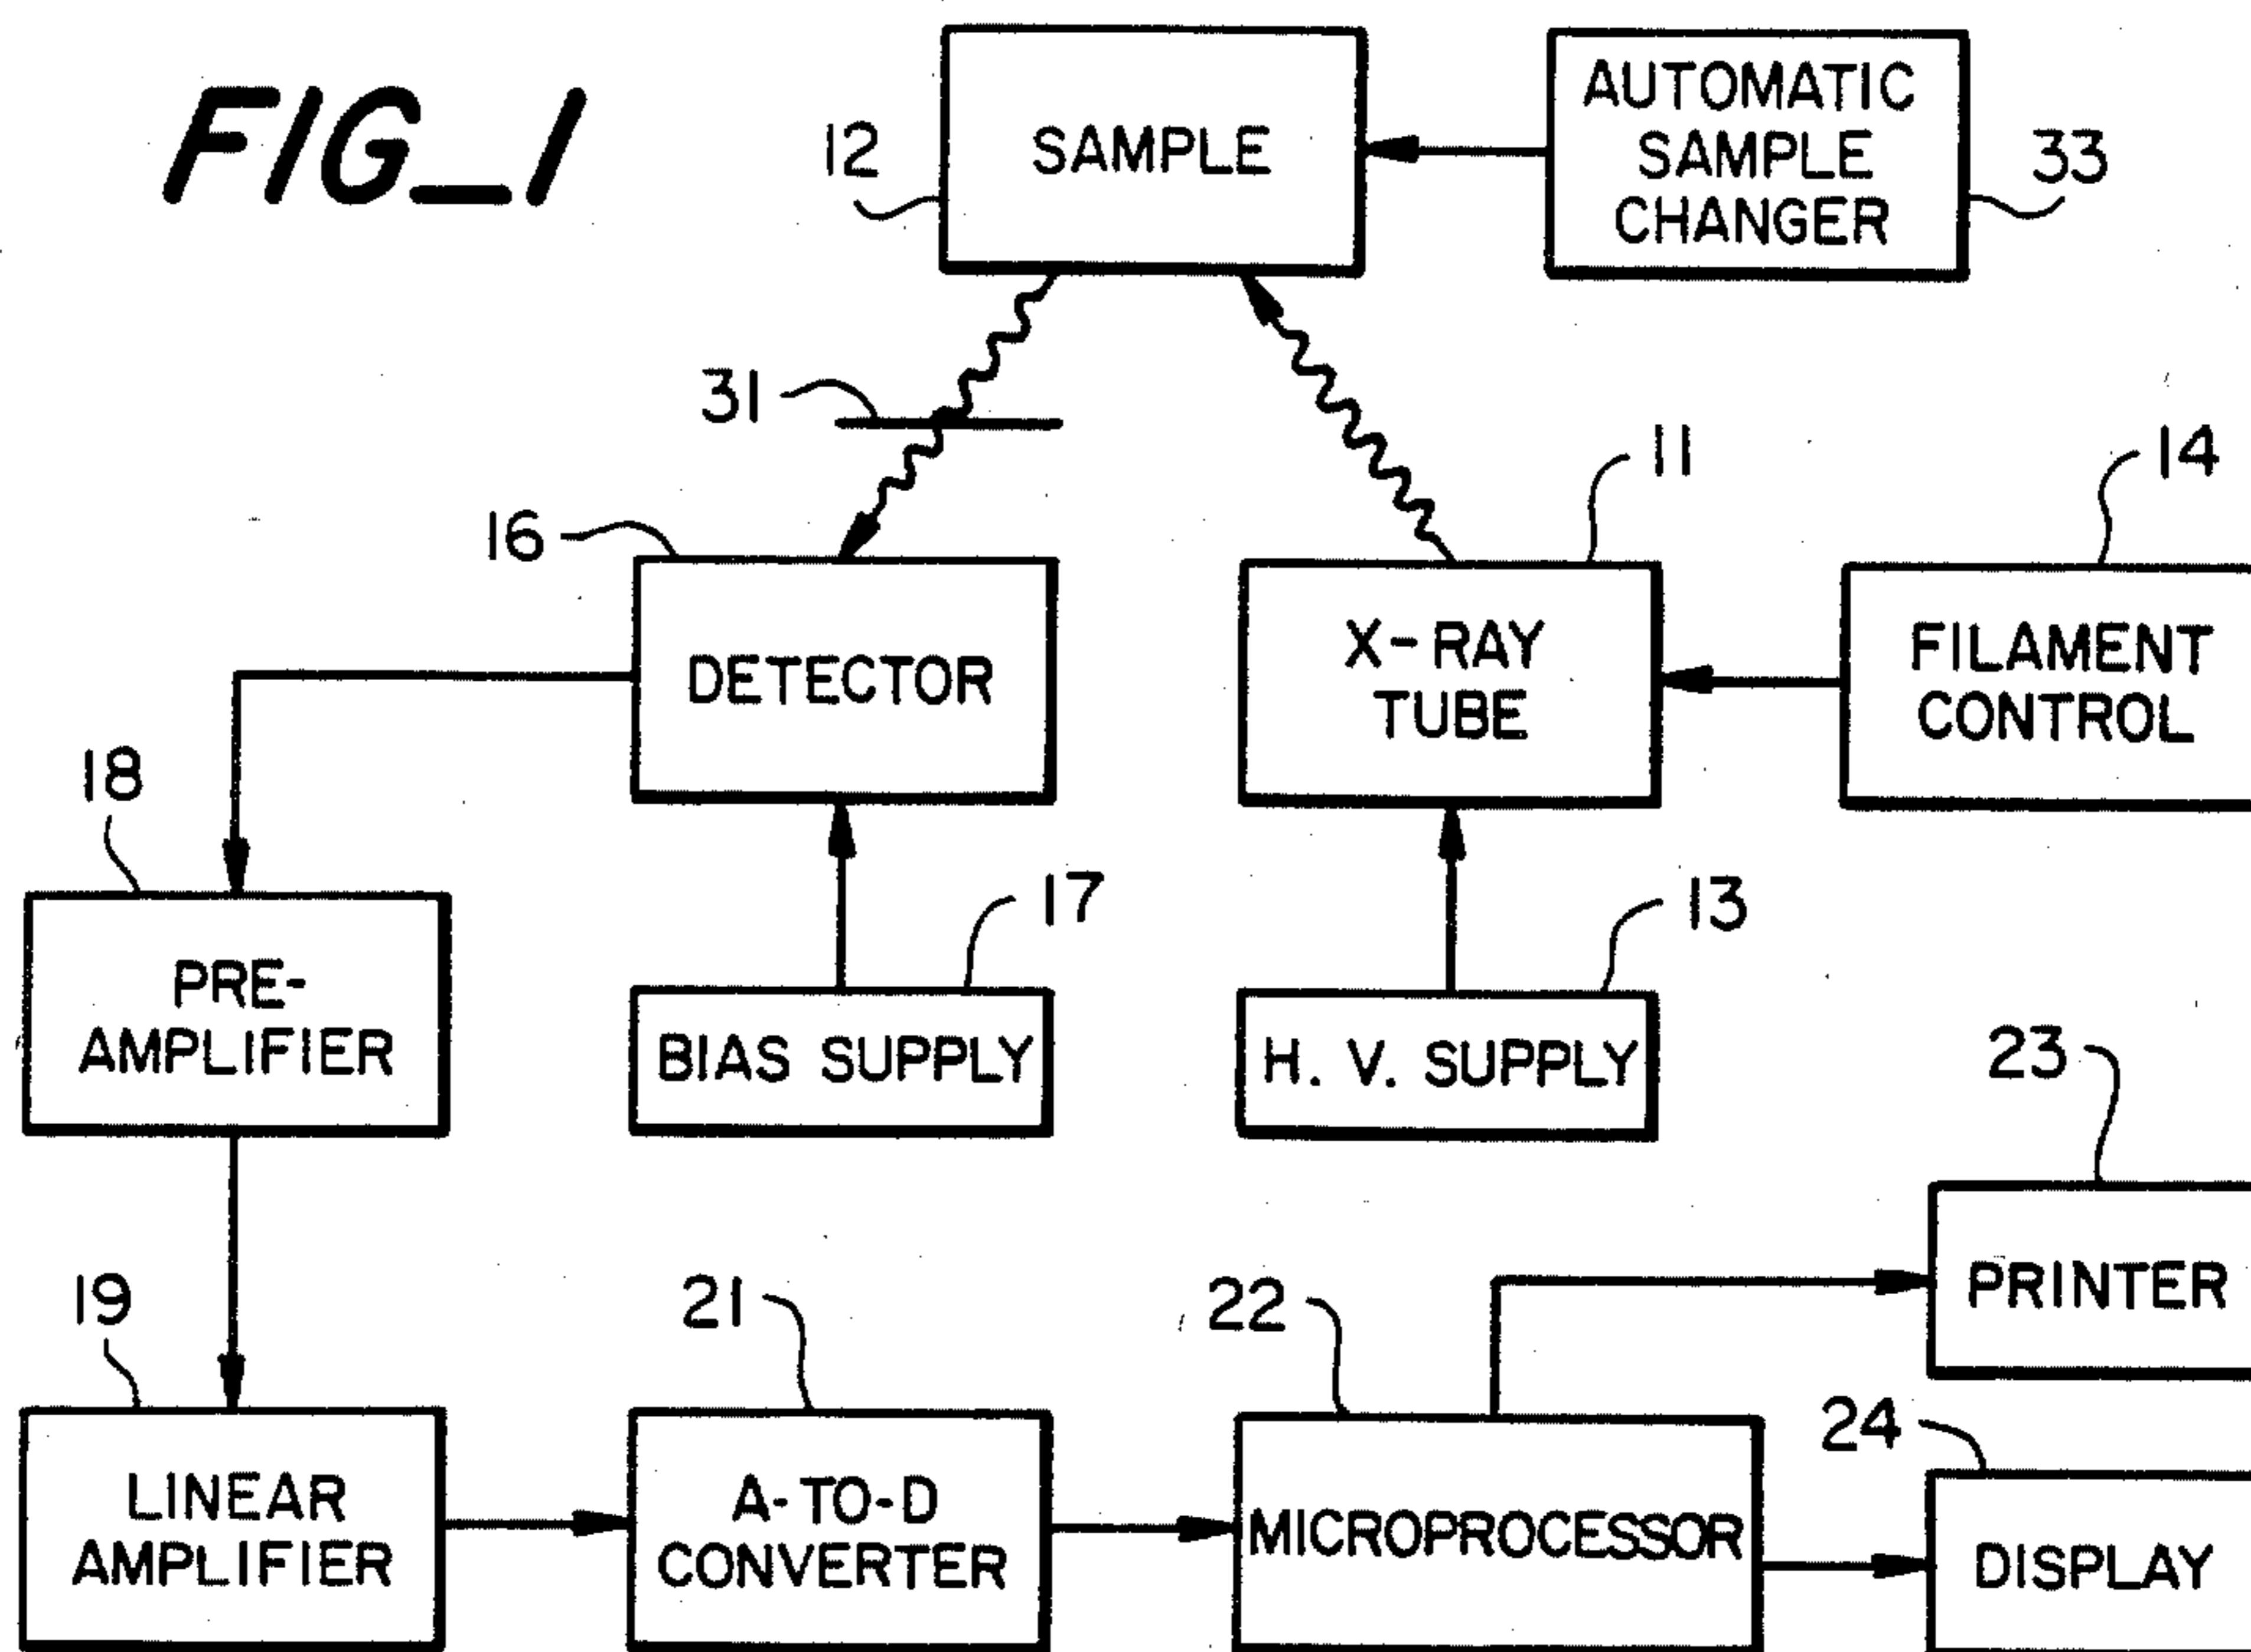 FIG_1
12
SAMPLE
AUTOMATIC
SAMPLE
CHANGER
33
31
16
DETECTOR
11
X-RAY
TUBE
14
FILAMENT
CONTROL
18
PRE-
AMPLIFIER
17
BIAS SUPPLY
13
H. V. SUPPLY
23
PRINTER
19
LINEAR
AMPLIFIER
21
A-TO-D
CONVERTER
22
MICROPROCESSOR
24
DISPLAY